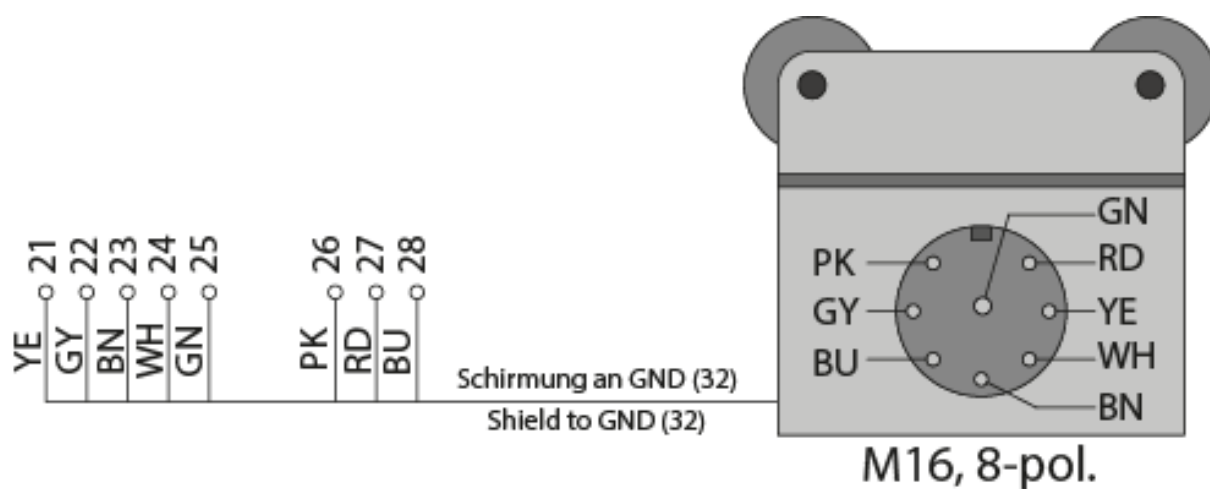 21
22
23
24
25
26
27
28
YE
GY
BN
WH
GN
PK
RD
BU
Schirmung an GND (32)
Shield to GND (32)
GN
PK
RD
GY
YE
BU
WH
BN
M16, 8-pol.